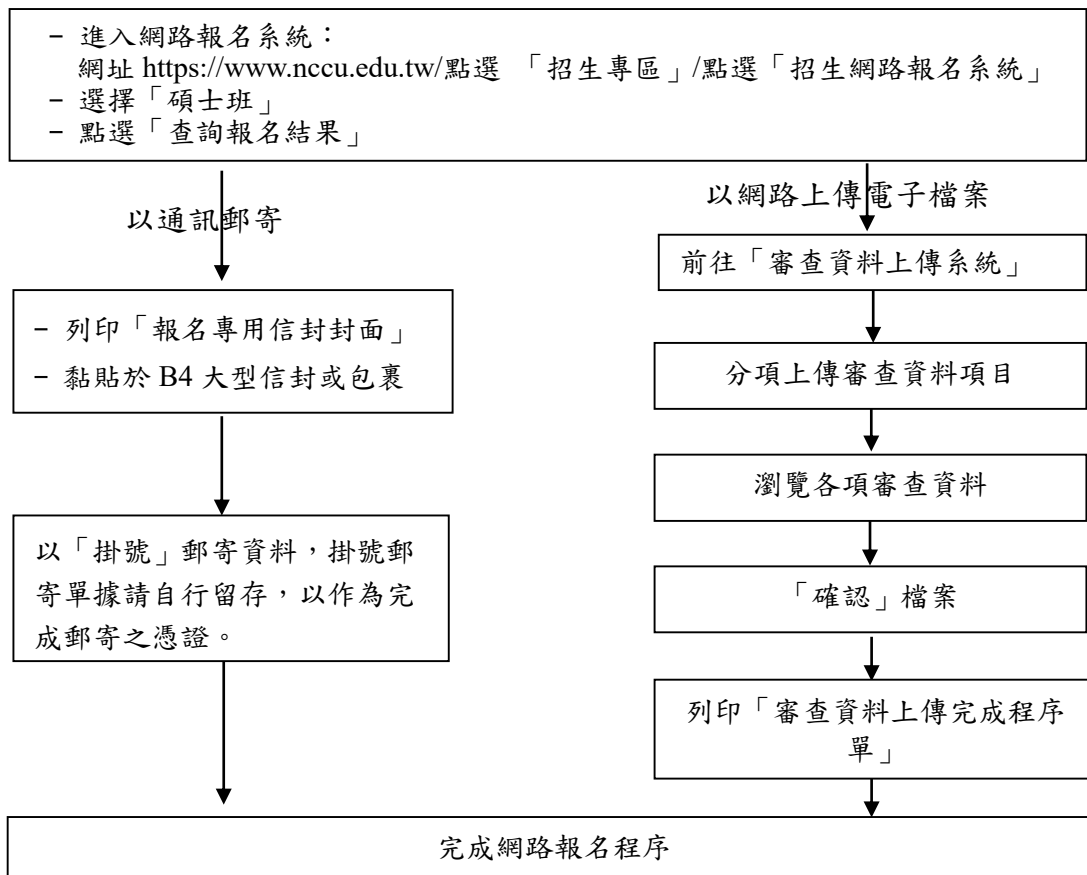 - 進入網路報名系統：
網址 https://www.nccu.edu.tw/點選 「招生專區」/點選「招生網路報名系統」
- 選擇「碩士班」
- 點選「查詢報名結果」
以通訊郵寄
以網路上傳電子檔案
- 列印「報名專用信封封面」
- 黏貼於 B4 大型信封或包裹
以「掛號」郵寄資料，掛號郵
寄單據請自行留存，以作為完
成郵寄之憑證。
前往「審查資料上傳系統」
分項上傳審查資料項目
瀏覽各項審查資料
「確認」檔案
列印「審查資料上傳完成程序
單」
完成網路報名程序